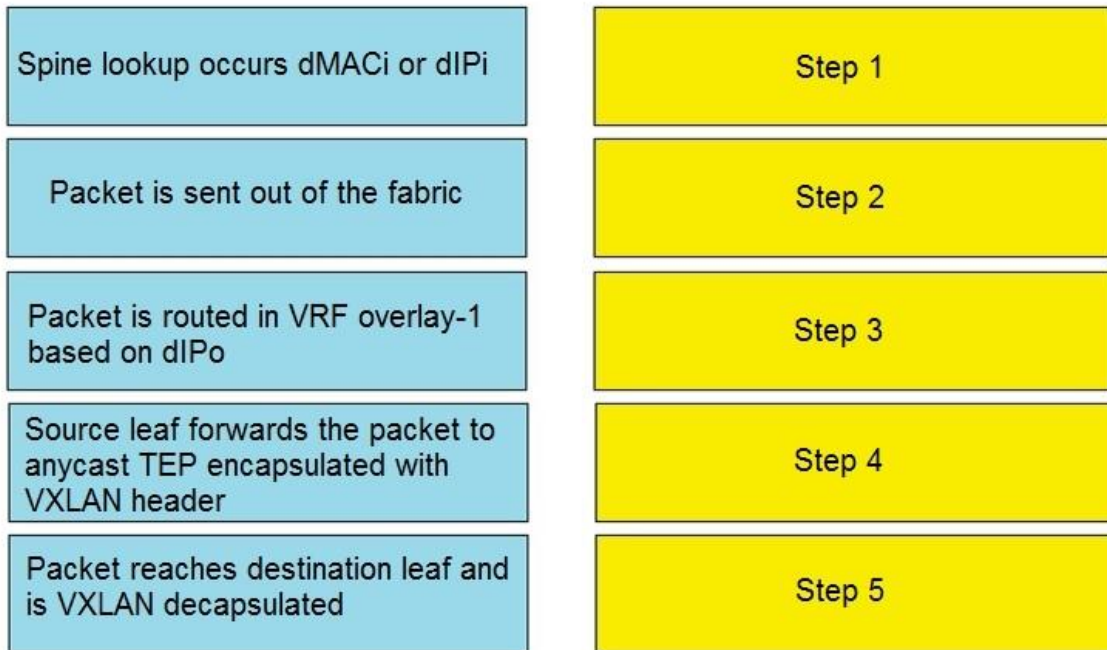 Spine lookup occurs dMACi or dIPi
Step 1
Packet is sent out of the fabric
Step 2
Packet is routed in VRF overlay-1
based on dIPo
Step 3
Source leaf forwards the packet to
anycast TEP encapsulated with
VXLAN header
Step 4
Packet reaches destination leaf and
is VXLAN decapsulated
Step 5